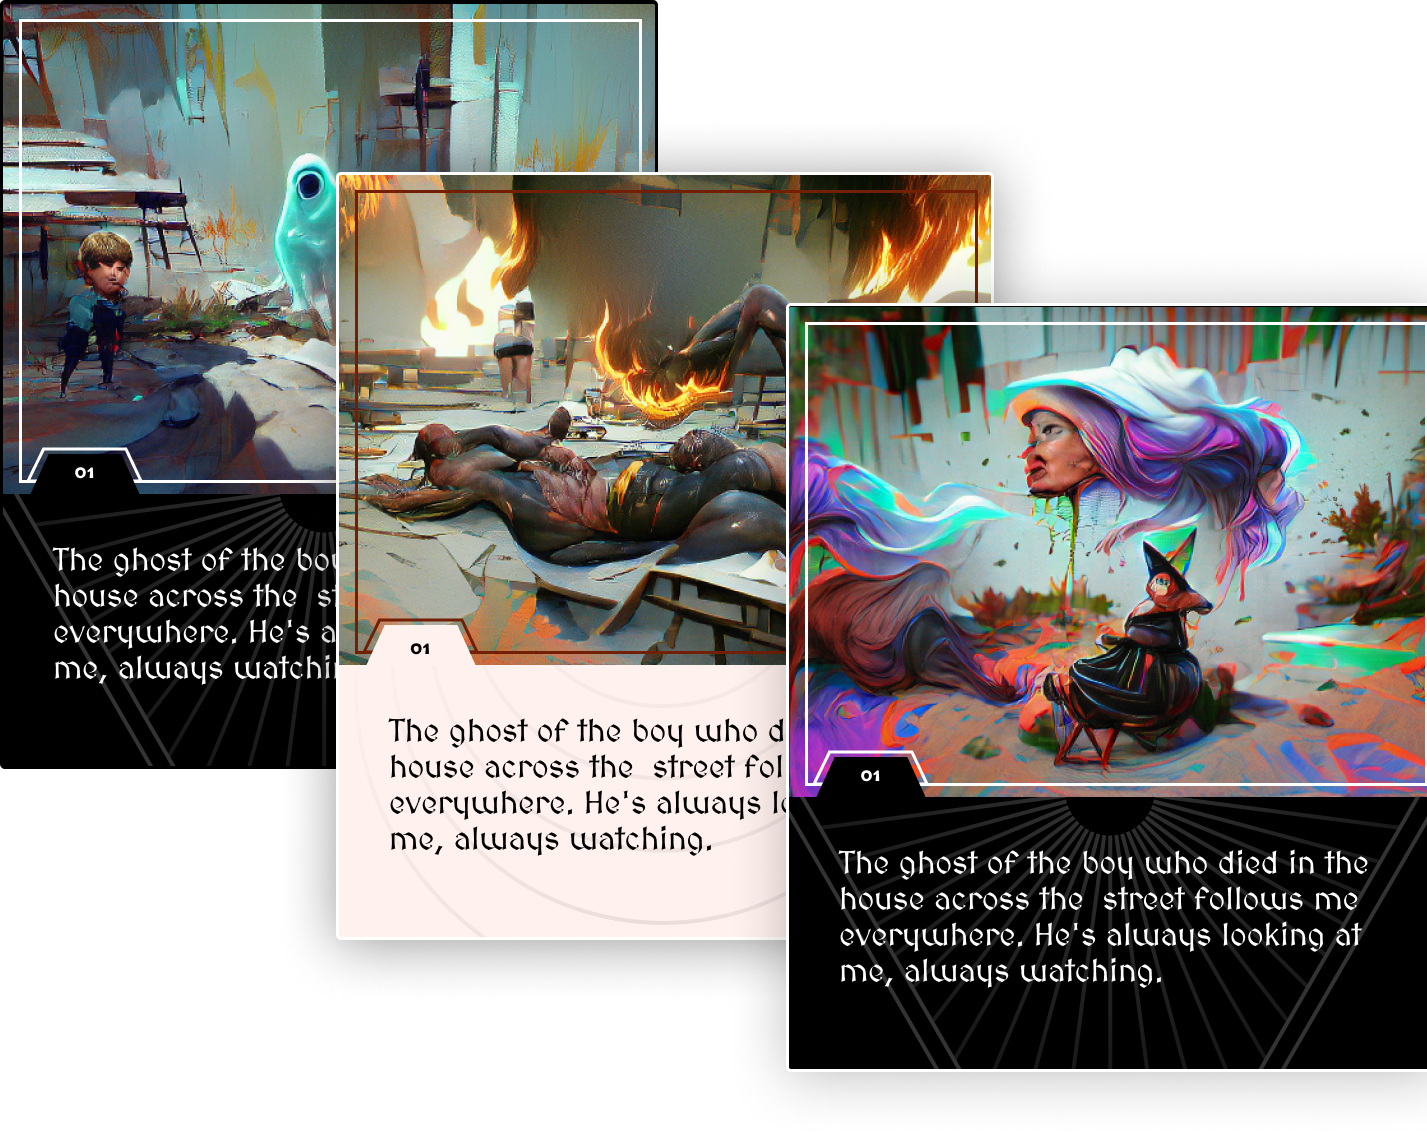 01
The ghost of the boy
house across the st
everywhere. He's a
me, always watchin
01
The ghost of the boy who d
house across the street fol
everywhere. He's always lo
me, always watching.
01
The ghost of the boy who died in the
house across the street follows me
everywhere. He's always looking at
me, always watching.